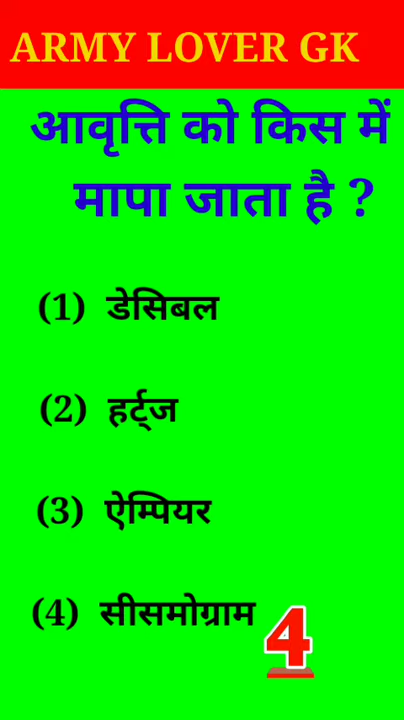 ARMY LOVER GK
आवृत्ति को किस में
मापा जाता है ?
(1) डेसिबल
(2) हर्ट्ज
(3) ऐम्पियर
(4) सीसमोग्राम
4